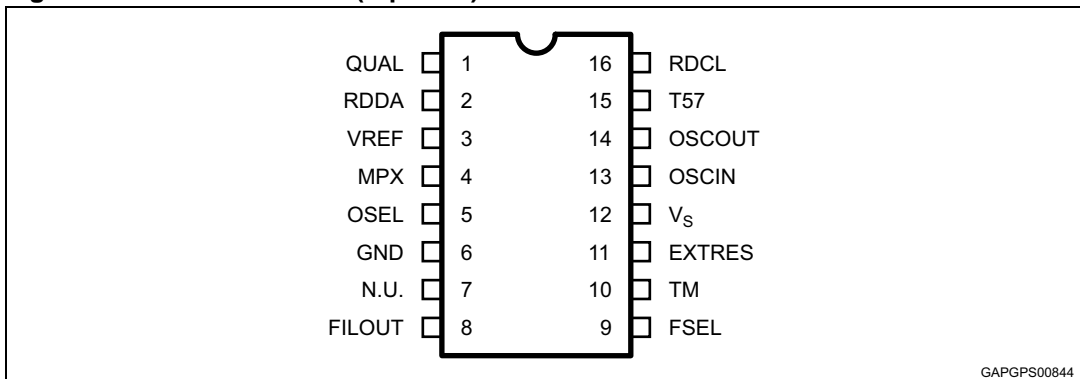 QUAL 1 16 RDCL
RDDA 2 15 T57
VREF 3 14 OSCOUT
MPX 4 13 OSCIN
OSEL 5 12 VS
GND 6 11 EXTRES
N.U. 7 10 TM
FILOUT 8 9 FSEL
GAPGPS00844